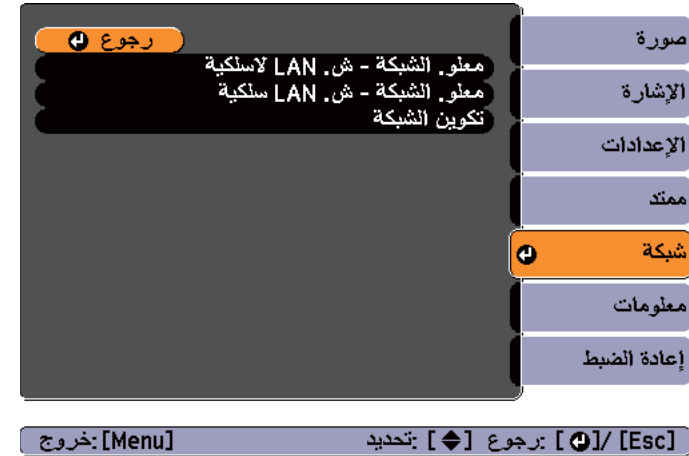 صورة
الإشارة
الإعدادات
ممتد
شبكة
معلومات
إعادة الضبط
رجوع
معلو. الشبكة - ش. LAN لاسلكية
معلو. الشبكة - ش. LAN سلكية
تكوين الشبكة
[Esc] /[ ] :رجوع [ ] :تحديد [Menu] :خروج